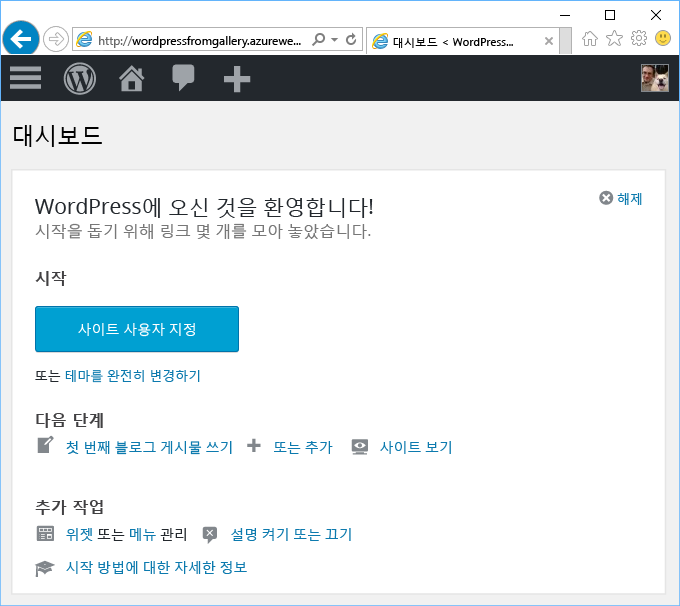 http://wordpressfromgallery.azurewe...
대시보드 < WordPress...
대시보드
WordPress에 오신 것을 환영합니다!
해제
시작을 돕기 위해 링크 몇 개를 모아 놓았습니다.
시작
사이트 사용자 지정
또는 테마를 완전히 변경하기
다음 단계
첫 번째 블로그 게시물 쓰기 또는 추가 사이트 보기
추가 작업
위젯 또는 메뉴 관리 설명 켜기 또는 끄기
시작 방법에 대한 자세한 정보